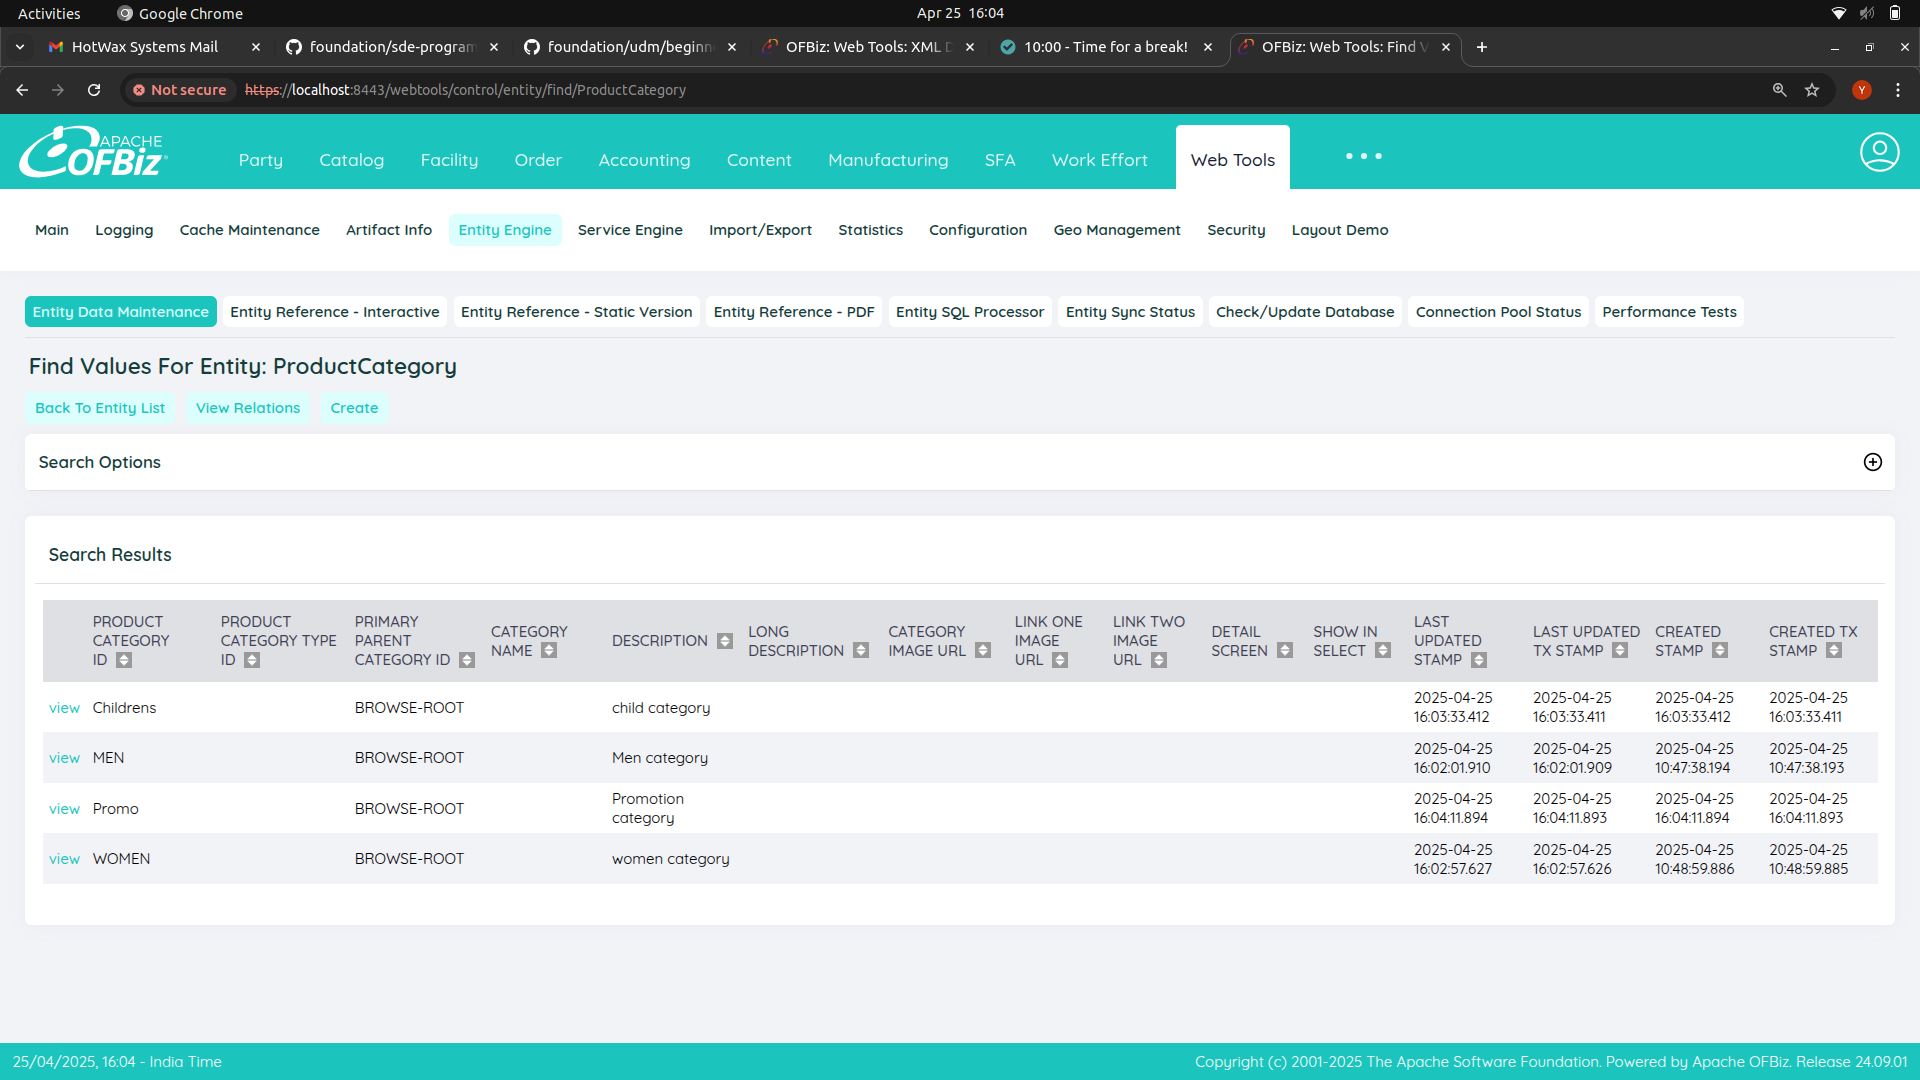 Activities Google Chrome Apr 25 16:04
HotWax Systems Mail foundation/sde-program foundation/udm/beginn OFBiz: Web Tools: XML D 10:00 - Time for a break! OFBiz: Web Tools: Find V
Not secure https://localhost:8443/webtools/control/entity/find/ProductCategory Y
APACHE OFBiz Party Catalog Facility Order Accounting Content Manufacturing SFA Work Effort Web Tools
Main Logging Cache Maintenance Artifact Info Entity Engine Service Engine Import/Export Statistics Configuration Geo Management Security Layout Demo
Entity Data Maintenance Entity Reference - Interactive Entity Reference - Static Version Entity Reference - PDF Entity SQL Processor Entity Sync Status Check/Update Database Connection Pool Status Performance Tests
Find Values For Entity: ProductCategory
Back To Entity List View Relations Create
Search Options
Search Results
PRODUCT CATEGORY ID PRODUCT CATEGORY TYPE ID PRIMARY PARENT CATEGORY ID CATEGORY NAME DESCRIPTION LONG DESCRIPTION CATEGORY IMAGE URL LINK ONE IMAGE URL LINK TWO IMAGE URL DETAIL SCREEN SHOW IN SELECT LAST UPDATED STAMP LAST UPDATED TX STAMP CREATED STAMP CREATED TX STAMP
view Childrens BROWSE-ROOT child category 2025-04-25 16:03:33.412 2025-04-25 16:03:33.411 2025-04-25 16:03:33.412 2025-04-25 16:03:33.411
view MEN BROWSE-ROOT Men category 2025-04-25 16:02:01.910 2025-04-25 16:02:01.909 2025-04-25 10:47:38.194 2025-04-25 10:47:38.193
view Promo BROWSE-ROOT Promotion category 2025-04-25 16:04:11.894 2025-04-25 16:04:11.893 2025-04-25 16:04:11.894 2025-04-25 16:04:11.893
view WOMEN BROWSE-ROOT women category 2025-04-25 16:02:57.627 2025-04-25 16:02:57.626 2025-04-25 10:48:59.886 2025-04-25 10:48:59.885
25/04/2025, 16:04 - India Time Copyright (c) 2001-2025 The Apache Software Foundation. Powered by Apache OFBiz. Release 24.09.01